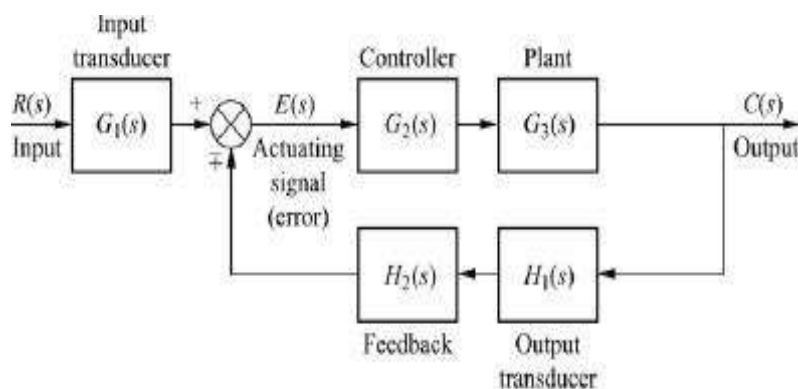 Input
transducer
Controller
Plant
R(s)
+
E(s)
C(s)
G₁(s)
G₂(s)
G₃(s)
Input
∓
Actuating
signal
(error)
Output
H₂(s)
H₁(s)
Feedback
Output
transducer